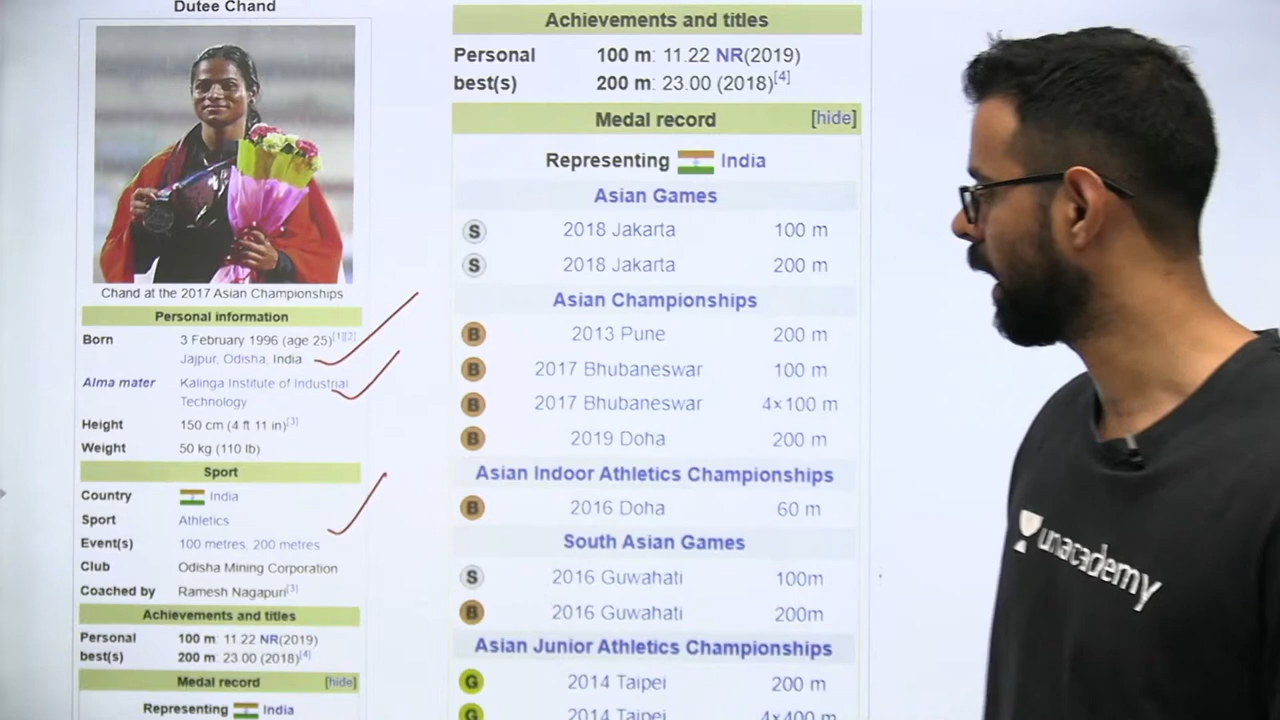 Dutee Chand
Chand at the 2017 Asian Championships
Personal information
Born 3 February 1996 (age 25)[1][2]
Jajpur, Odisha, India
Alma mater Kalinga Institute of Industrial
Technology
Height 150 cm (4 ft 11 in)[3]
Weight 50 kg (110 lb)
Sport
Country India
Sport Athletics
Event(s) 100 metres, 200 metres
Club Odisha Mining Corporation
Coached by Ramesh Nagapuri[3]
Achievements and titles
Personal 100 m: 11.22 NR(2019)
best(s) 200 m: 23.00 (2018)[4]
Medal record [hide]
Representing India
Achievements and titles
Personal 100 m: 11.22 NR(2019)
best(s) 200 m: 23.00 (2018)[4]
Medal record [hide]
Representing India
Asian Games
S 2018 Jakarta 100 m
S 2018 Jakarta 200 m
Asian Championships
B 2013 Pune 200 m
B 2017 Bhubaneswar 100 m
B 2017 Bhubaneswar 4×100 m
B 2019 Doha 200 m
Asian Indoor Athletics Championships
B 2016 Doha 60 m
South Asian Games
S 2016 Guwahati 100m
B 2016 Guwahati 200m
Asian Junior Athletics Championships
G 2014 Taipei 200 m
G 2014 Taipei 4×400 m
unacademy